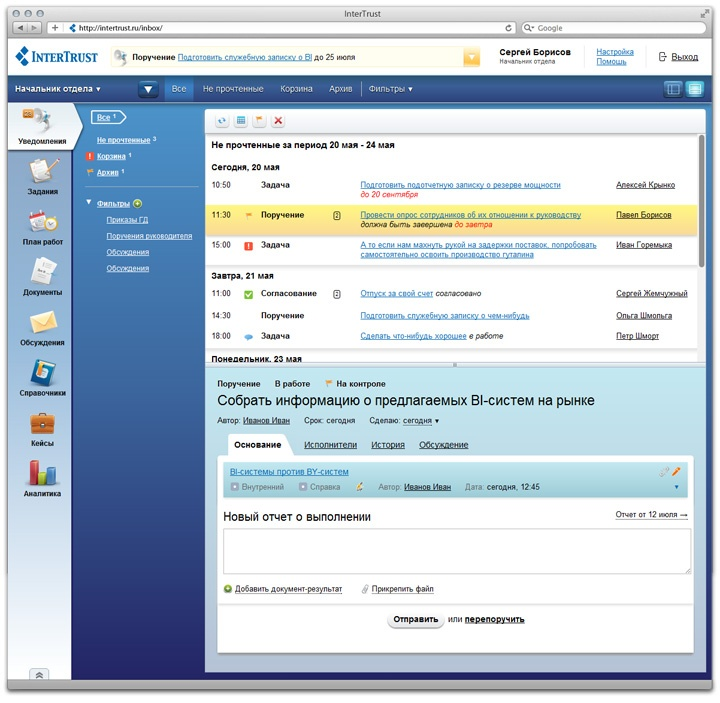 InterTrust
http://intertrust.ru/inbox/
Google
INTERTRUST
Поручение Подготовить служебную записку о BI до 25 июля
Сергей Борисов
Начальник отдела
Настройка
Помощь
Выход
Начальник отдела
Все
Не прочтенные
Корзина
Архив
Фильтры
Уведомления
Задания
План работ
Документы
Обсуждения
Справочники
Кейсы
Аналитика
Все 1
Не прочтенные 3
Корзина 1
Архив 1
Фильтры
Приказы ГД
Поручения руководителя
Обсуждения
Обсуждения
Не прочтенные за период 20 мая - 24 мая
Сегодня, 20 мая
10:50 Задача Подготовить подотчетную записку о резерве мощности Алексей Крынко
до 20 сентября
11:30 Поручение 2 Провести опрос сотрудников об их отношении к руководству Павел Борисов
должна быть завершена до завтра
15:00 Задача А то если нам махнуть рукой на задержки поставок, попробовать Иван Горемыка
самостоятельно освоить производство гуталина
Завтра, 21 мая
11:00 Согласование 2 Отпуск за свой счет согласовано Сергей Жемчужный
14:30 Поручение Подготовить служебную записку о чем-нибудь Ольга Шмольга
18:00 Задача Сделать что-нибудь хорошее в работе Петр Шморт
Понедельник, 23 мая
Поручение В работе На контроле
Собрать информацию о предлагаемых BI-систем на рынке
Автор: Иванов Иван Срок: сегодня Сделаю: сегодня
Основание Исполнители История Обсуждение
BI-системы против BY-систем
Внутренний Справка Автор: Иванов Иван Дата: сегодня, 12:45
Новый отчет о выполнении
Отчет от 12 июля →
Добавить документ-результат Прикрепить файл
Отправить или перепоручить